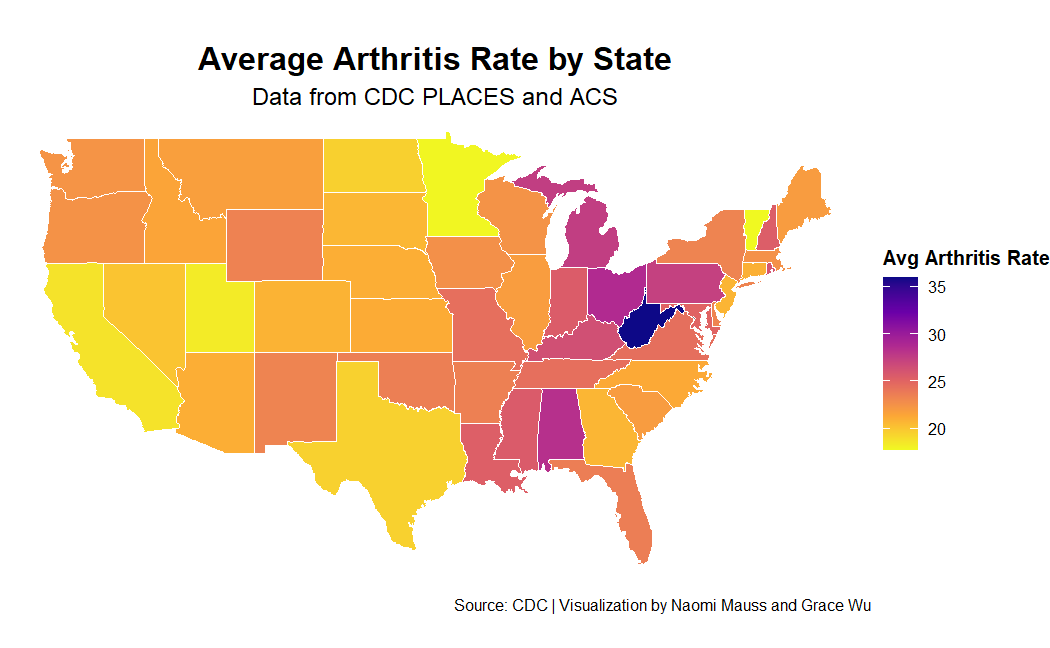 Average Arthritis Rate by State
Data from CDC PLACES and ACS
Avg Arthritis Rate
35
30
25
20
Source: CDC | Visualization by Naomi Mauss and Grace Wu